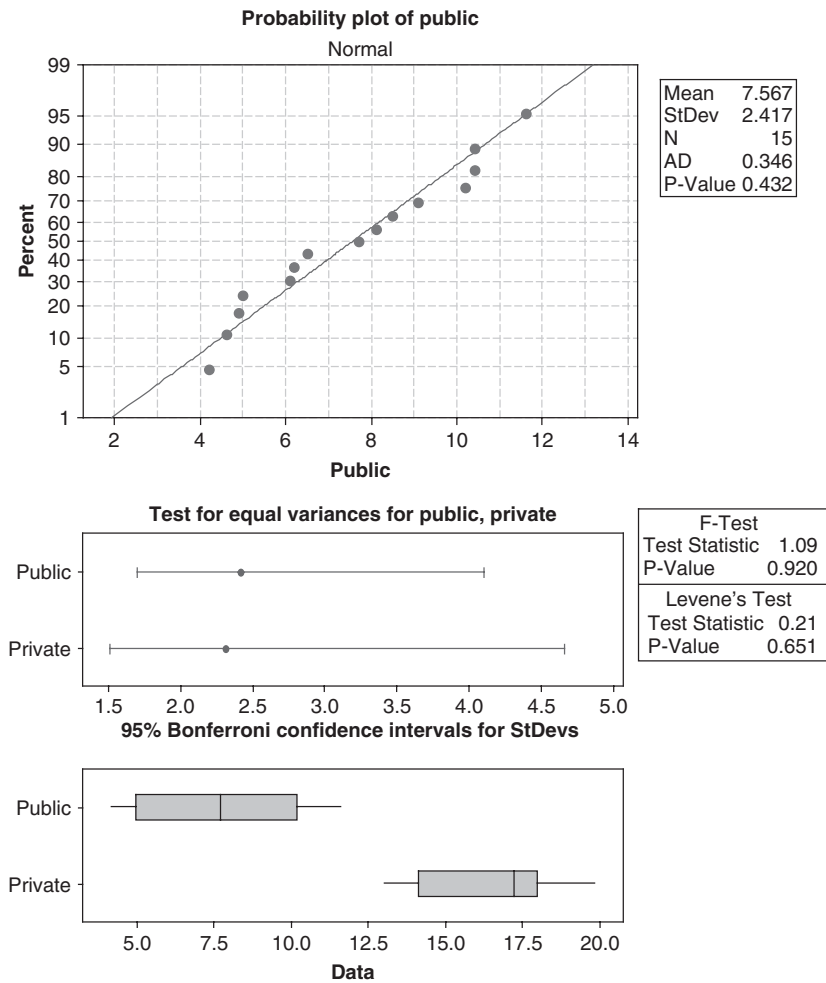 Probability plot of public
Normal
99
95
90
80
70
60
50
40
30
20
10
5
1
Percent
2 4 6 8 10 12 14
Public
Mean 7.567
StDev 2.417
N 15
AD 0.346
P-Value 0.432
Test for equal variances for public, private
Public
Private
1.5 2.0 2.5 3.0 3.5 4.0 4.5 5.0
95% Bonferroni confidence intervals for StDevs
F-Test
Test Statistic 1.09
P-Value 0.920
Levene's Test
Test Statistic 0.21
P-Value 0.651
Public
Private
5.0 7.5 10.0 12.5 15.0 17.5 20.0
Data